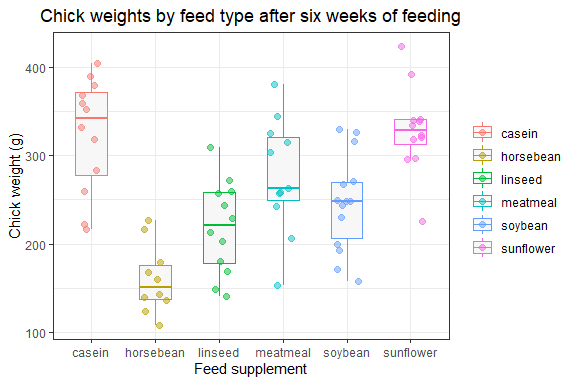 Chick weights by feed type after six weeks of feeding
Chick weight (g)
400
300
200
100
casein horsebean linseed meatmeal soybean sunflower
Feed supplement
casein
horsebean
linseed
meatmeal
soybean
sunflower